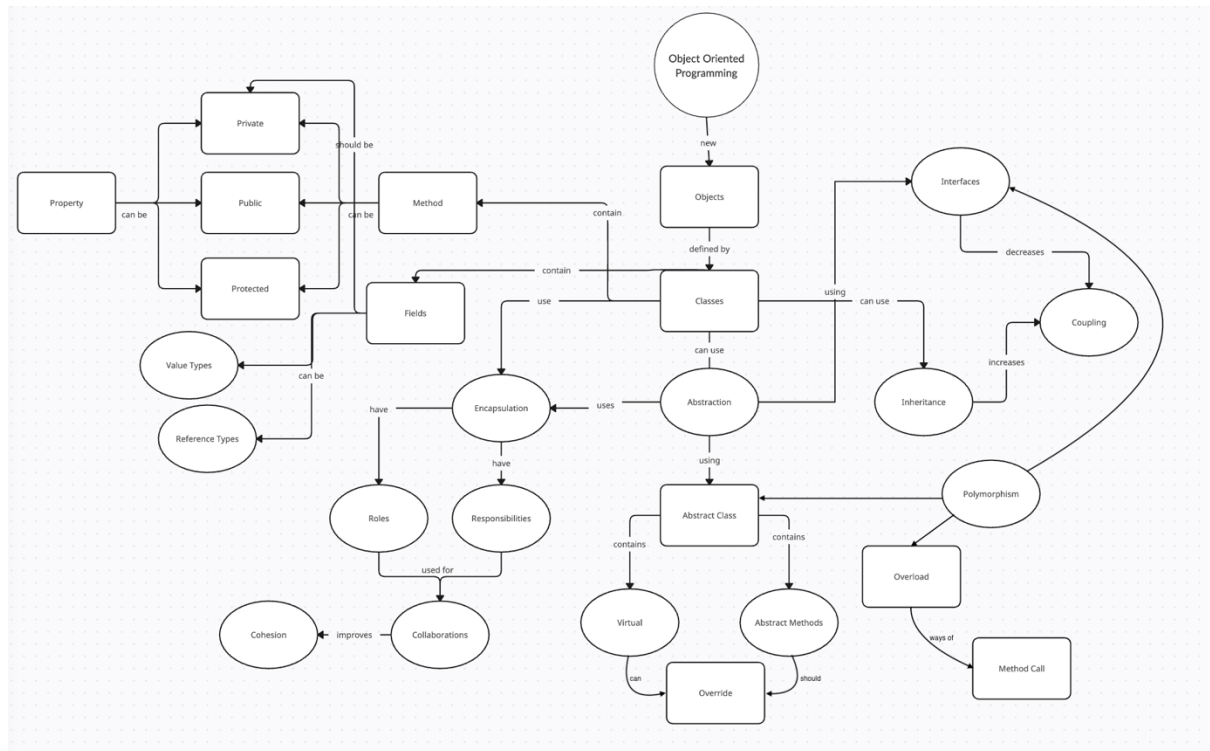 Object Oriented
Programming
new
Private
should be
Interfaces
Property
can be
Public
can be
Method
Objects
contain
defined by
decreases
contain
Protected
Fields
use
Classes
using
can use
Coupling
can use
Value Types
can be
increases
have
Encapsulation
uses
Abstraction
Inheritance
Reference Types
have
using
Polymorphism
Roles
Responsibilities
Abstract Class
contains
contains
used for
Overload
Virtual
Abstract Methods
Cohesion
improves
Collaborations
ways of
Method Call
can
should
Override